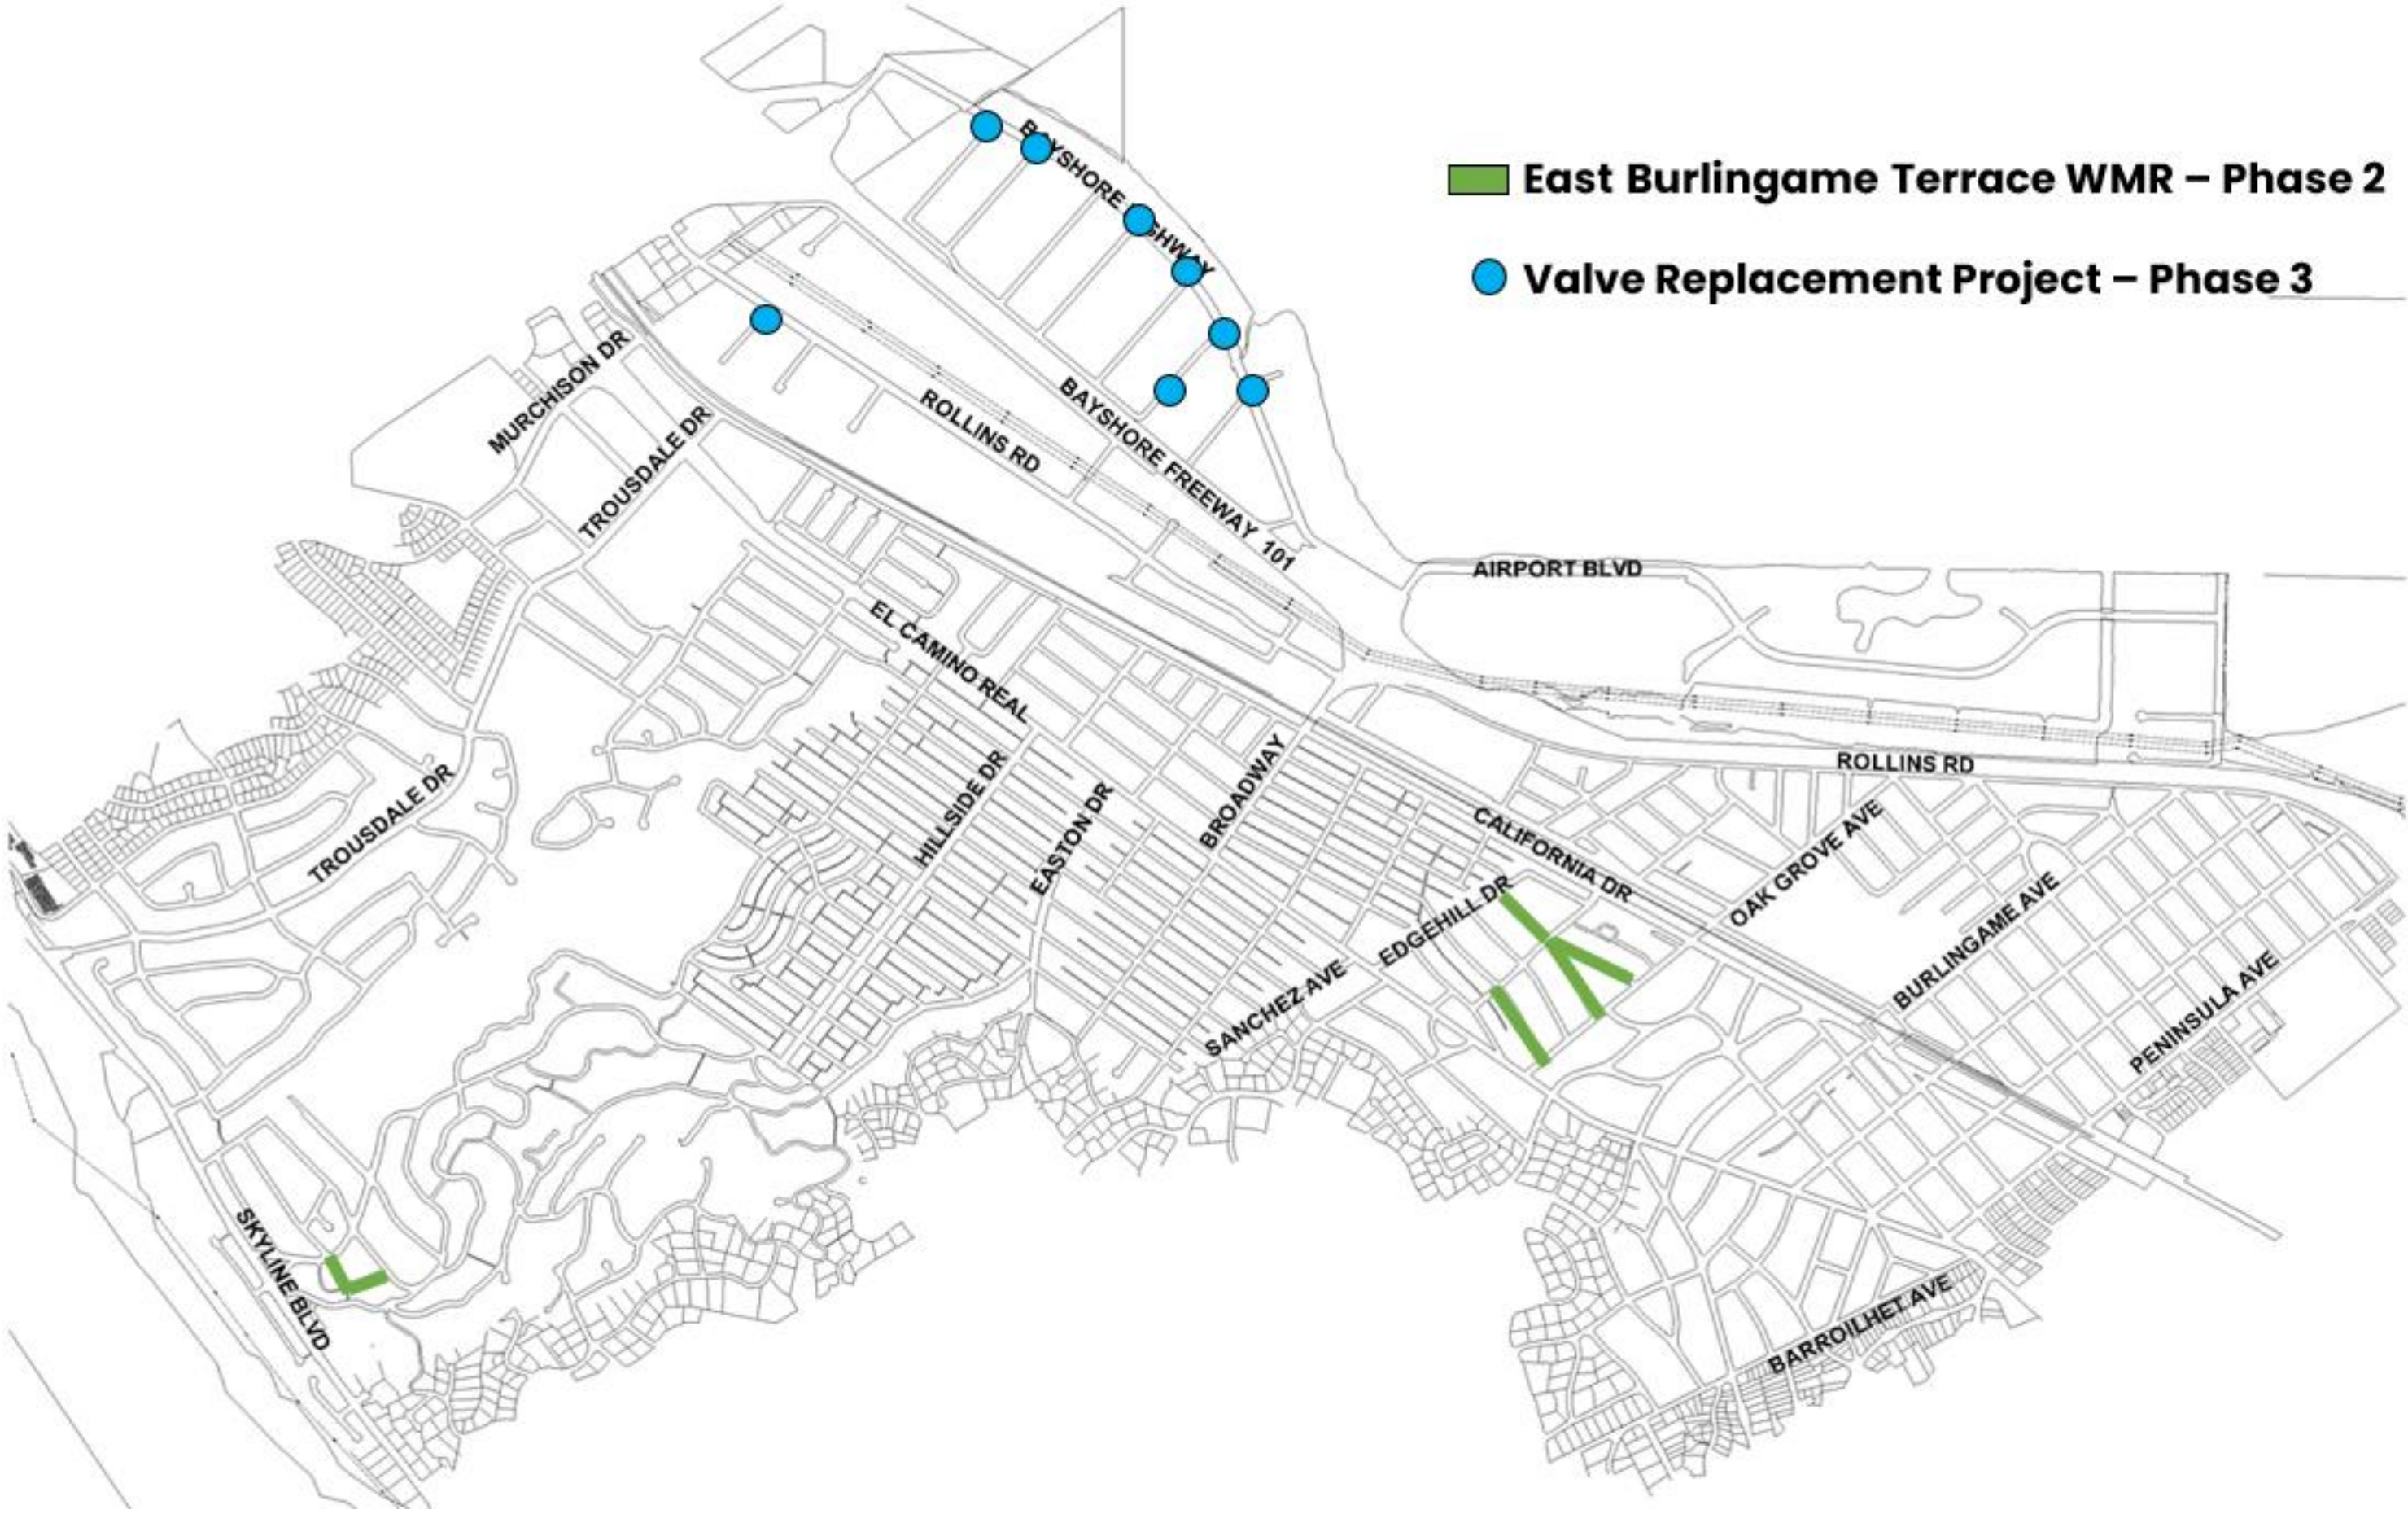 BAYSHORE HIGHWAY
East Burlingame Terrace WMR – Phase 2
Valve Replacement Project – Phase 3
MURCHISON DR
TROUSDALE DR
ROLLINS RD
BAYSHORE FREEWAY 101
AIRPORT BLVD
EL CAMINO REAL
ROLLINS RD
TROUSDALE DR
HILLSIDE DR
EASTON DR
BROADWAY
CALIFORNIA DR
OAK GROVE AVE
EDGEHILL DR
SANCHEZ AVE
BURLINGAME AVE
PENINSULA AVE
SKYLINE BLVD
BARROILHET AVE